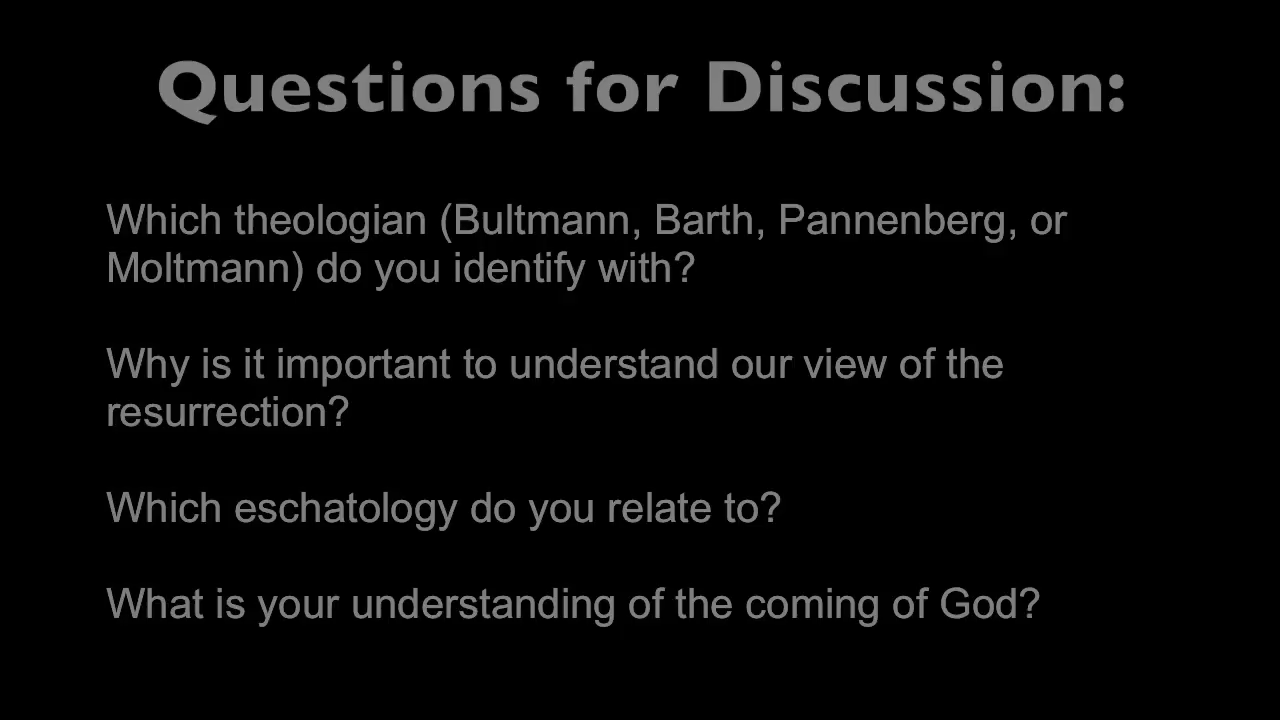 Questions for Discussion:
Which theologian (Bultmann, Barth, Pannenberg, or
Moltmann) do you identify with?
Why is it important to understand our view of the
resurrection?
Which eschatology do you relate to?
What is your understanding of the coming of God?